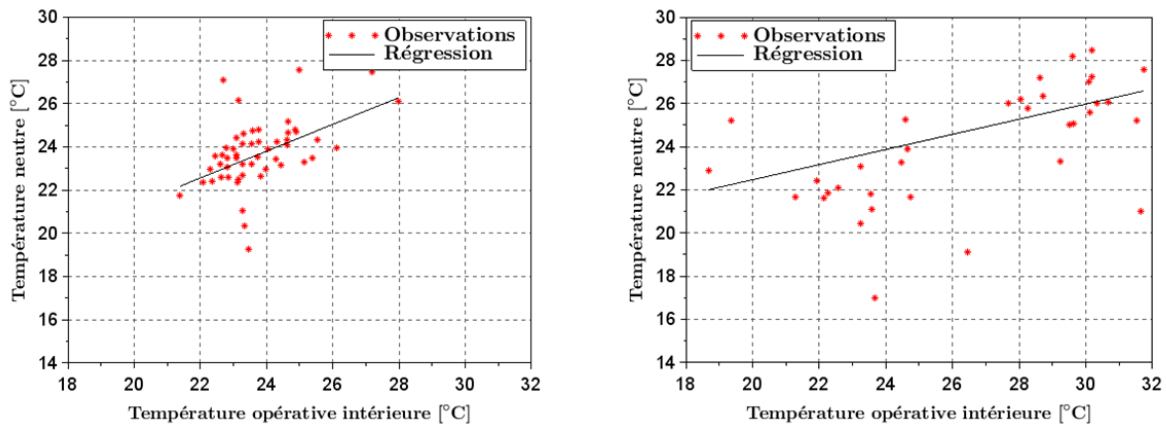 30
28
26
24
22
20
18
16
14
18 20 22 24 26 28 30 32
Température neutre [°C]
Température opérative intérieure [°C]
Observations
Régression
30
28
26
24
22
20
18
16
14
18 20 22 24 26 28 30 32
Température neutre [°C]
Température opérative intérieure [°C]
Observations
Régression